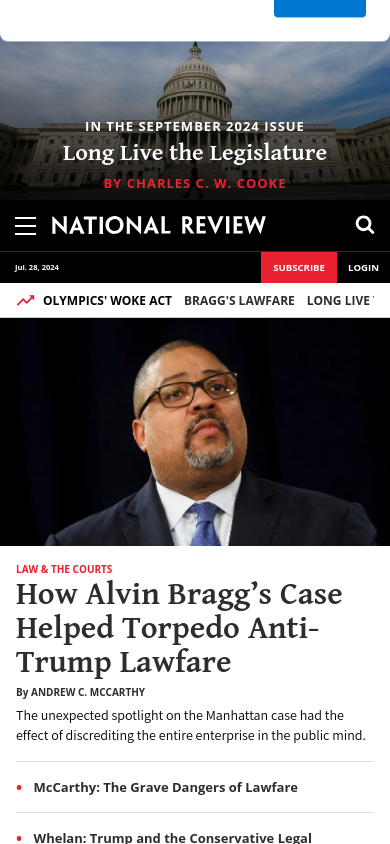 IN THE SEPTEMBER 2024 ISSUE
Long Live the Legislature
BY CHARLES C. W. COOKE
NATIONAL REVIEW
Jul. 28, 2024
SUBSCRIBE
LOGIN
OLYMPICS' WOKE ACT BRAGG'S LAWFARE LONG LIVE
LAW & THE COURTS
How Alvin Bragg’s Case
Helped Torpedo Anti-
Trump Lawfare
By ANDREW C. MCCARTHY
The unexpected spotlight on the Manhattan case had the
effect of discrediting the entire enterprise in the public mind.
McCarthy: The Grave Dangers of Lawfare
Whelan: Trump and the Conservative Legal